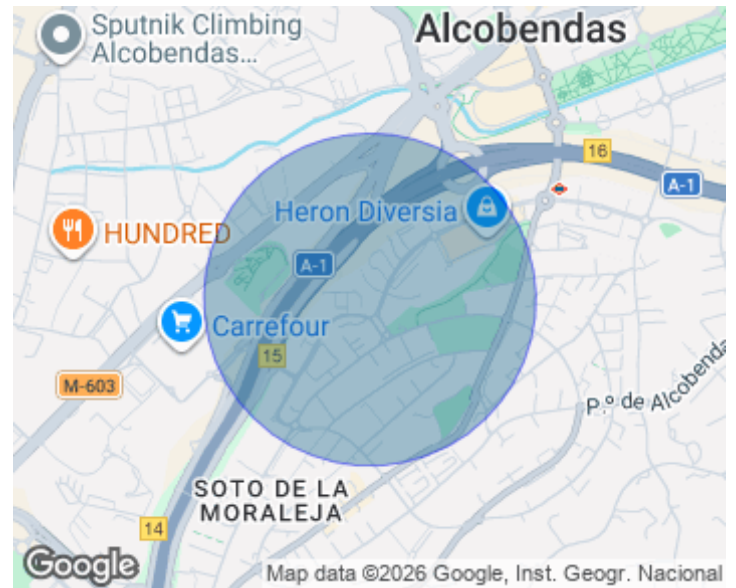 Sputnik Climbing
Alcobendas...
Alcobendas
16
A-1
Heron Diversia
HUNDRED
A-1
Carrefour
15
M-603
P.º de Alcobenda
SOTO DE LA
MORALEJA
14
Google
Map data ©2026 Google, Inst. Geogr. Nacional